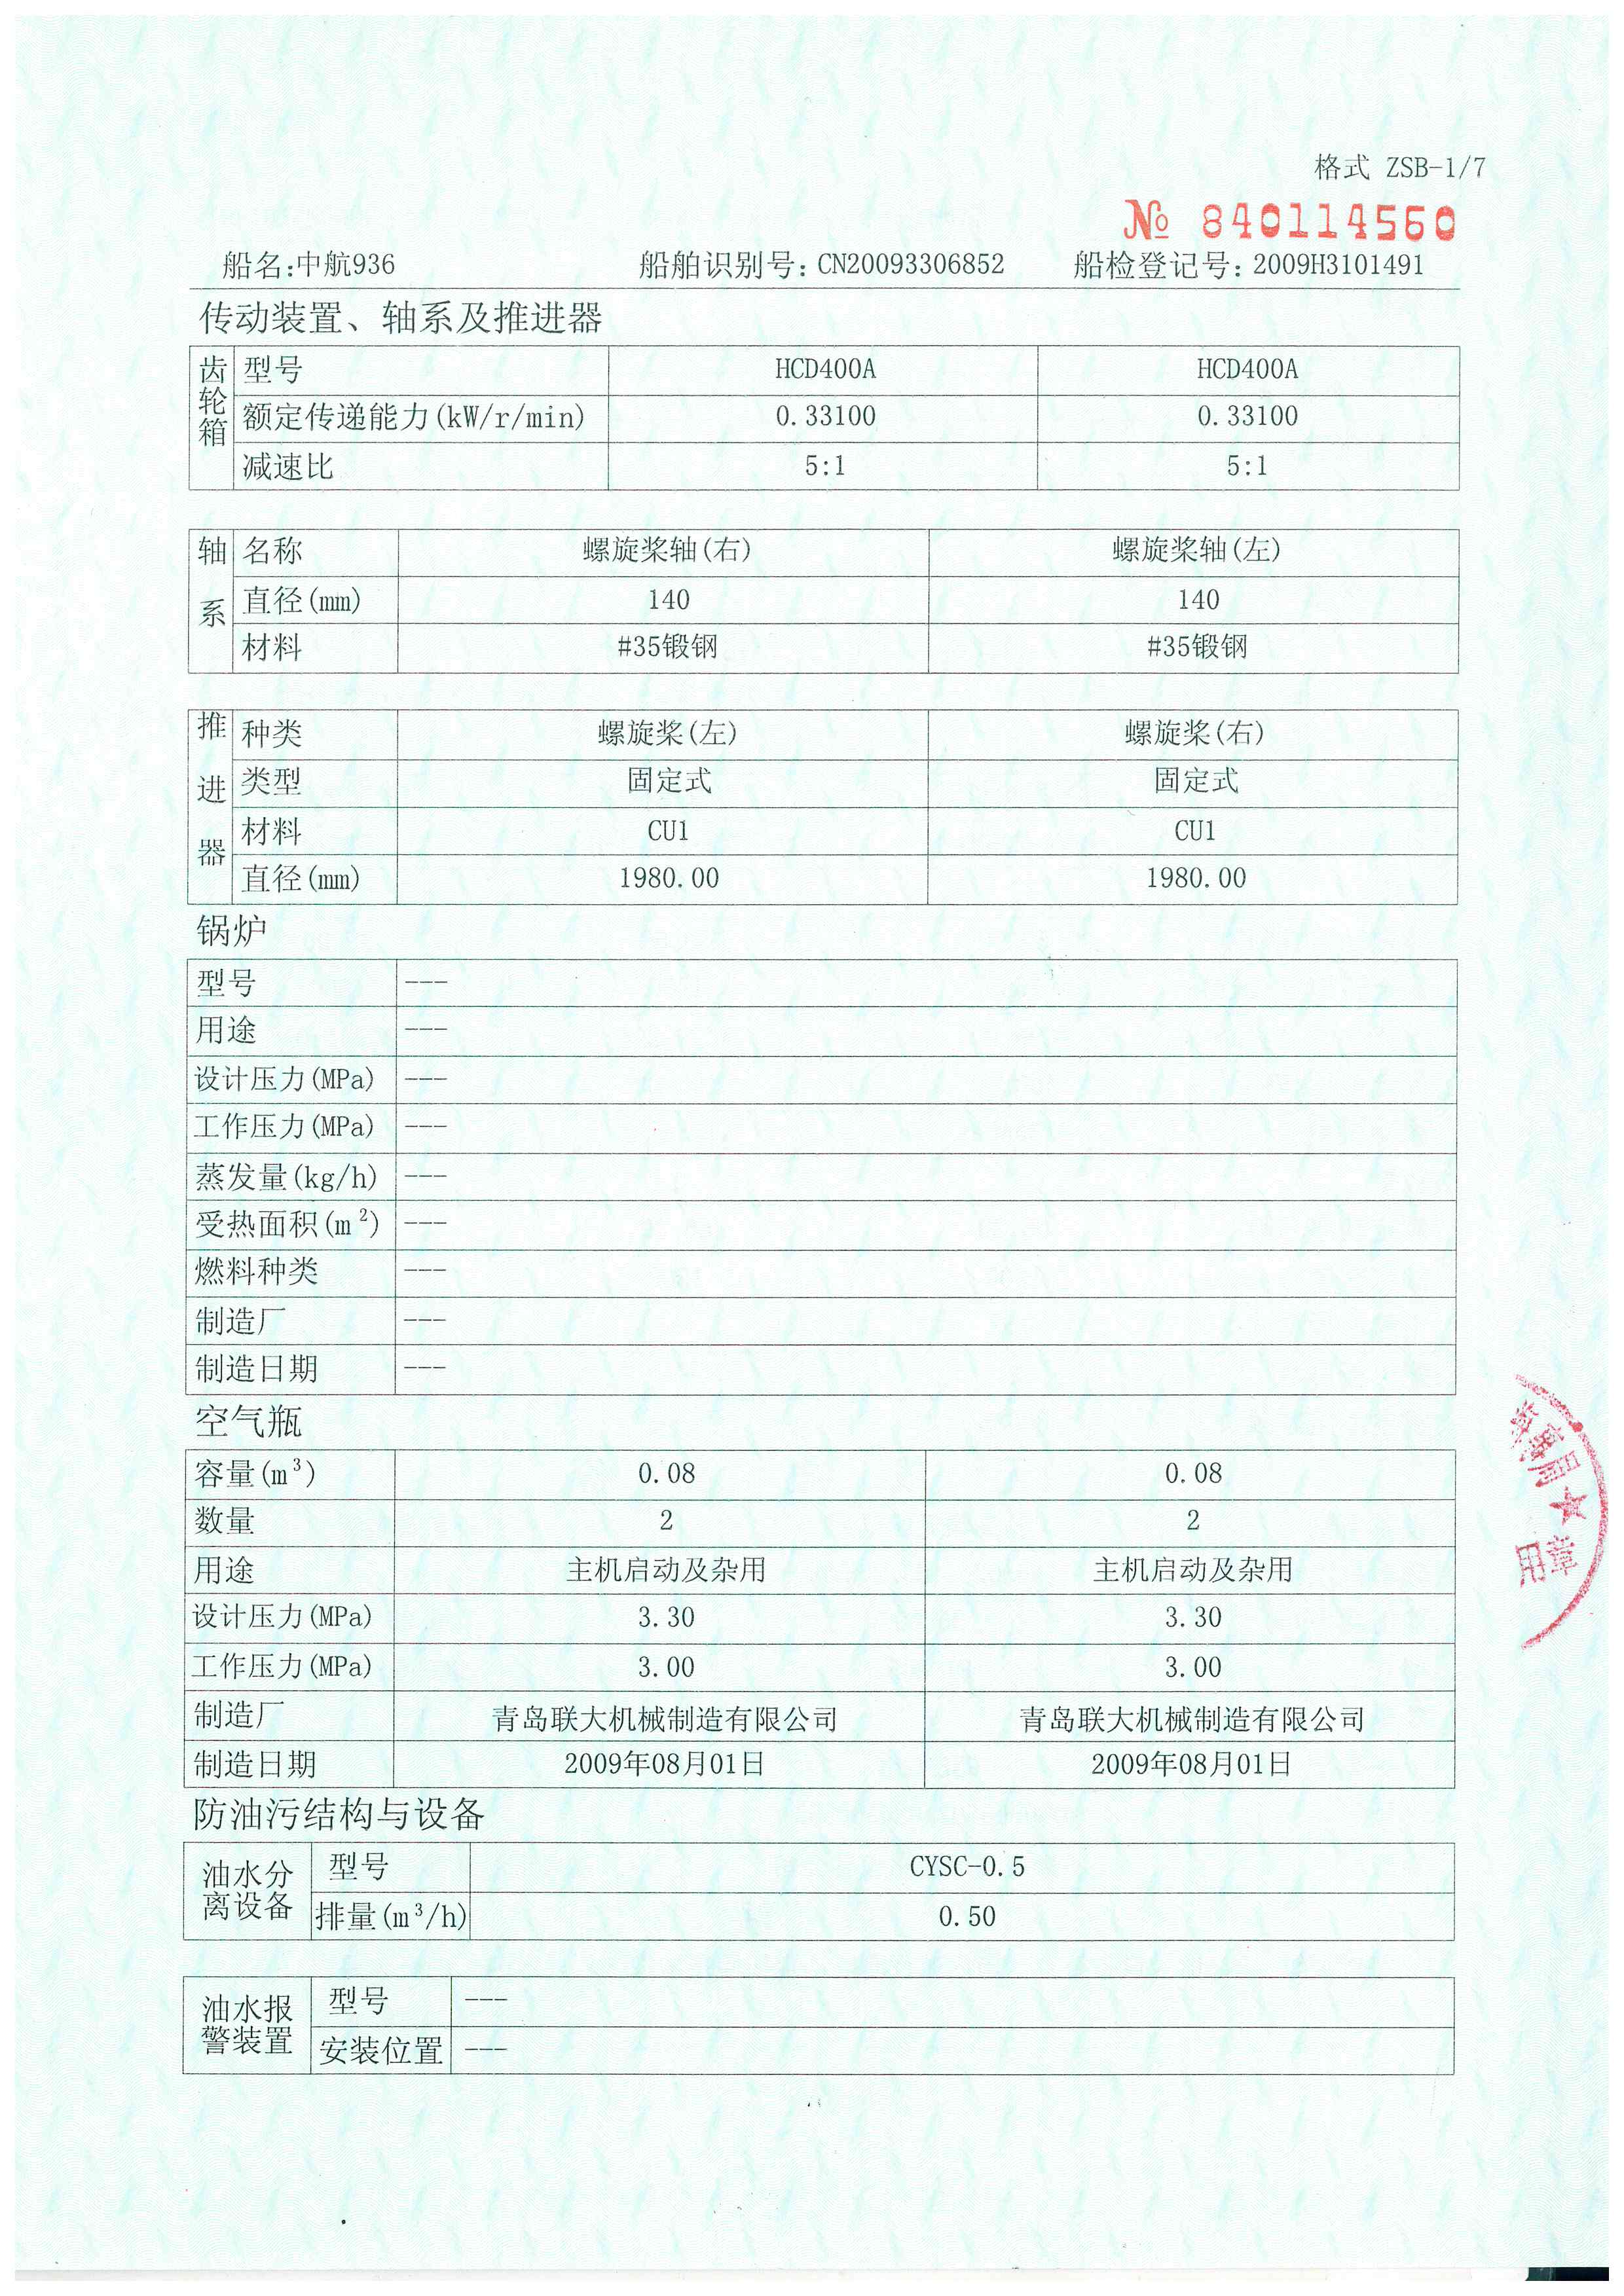 格式 ZSB-1/7
№ 840114560
船名:中航936 船舶识别号: CN20093306852 船检登记号: 2009H3101491
传动装置、轴系及推进器
齿轮箱
型号 HCD400A HCD400A
额定传递能力(kW/r/min) 0.33100 0.33100
减速比 5:1 5:1
轴系
名称 螺旋桨轴(右) 螺旋桨轴(左)
直径(mm) 140 140
材料 #35锻钢 #35锻钢
推进器
种类 螺旋桨(左) 螺旋桨(右)
类型 固定式 固定式
材料 CU1 CU1
直径(mm) 1980.00 1980.00
锅炉
型号 ---
用途 ---
设计压力(MPa) ---
工作压力(MPa) ---
蒸发量(kg/h) ---
受热面积(m²) ---
燃料种类 ---
制造厂 ---
制造日期 ---
空气瓶
容量(m³) 0.08 0.08
数量 2 2
用途 主机启动及杂用 主机启动及杂用
设计压力(MPa) 3.30 3.30
工作压力(MPa) 3.00 3.00
制造厂 青岛联大机械制造有限公司 青岛联大机械制造有限公司
制造日期 2009年08月01日 2009年08月01日
防油污结构与设备
油水分离设备
型号 CYSC-0.5
排量(m³/h) 0.50
油水报警装置
型号 ---
安装位置 ---
用章